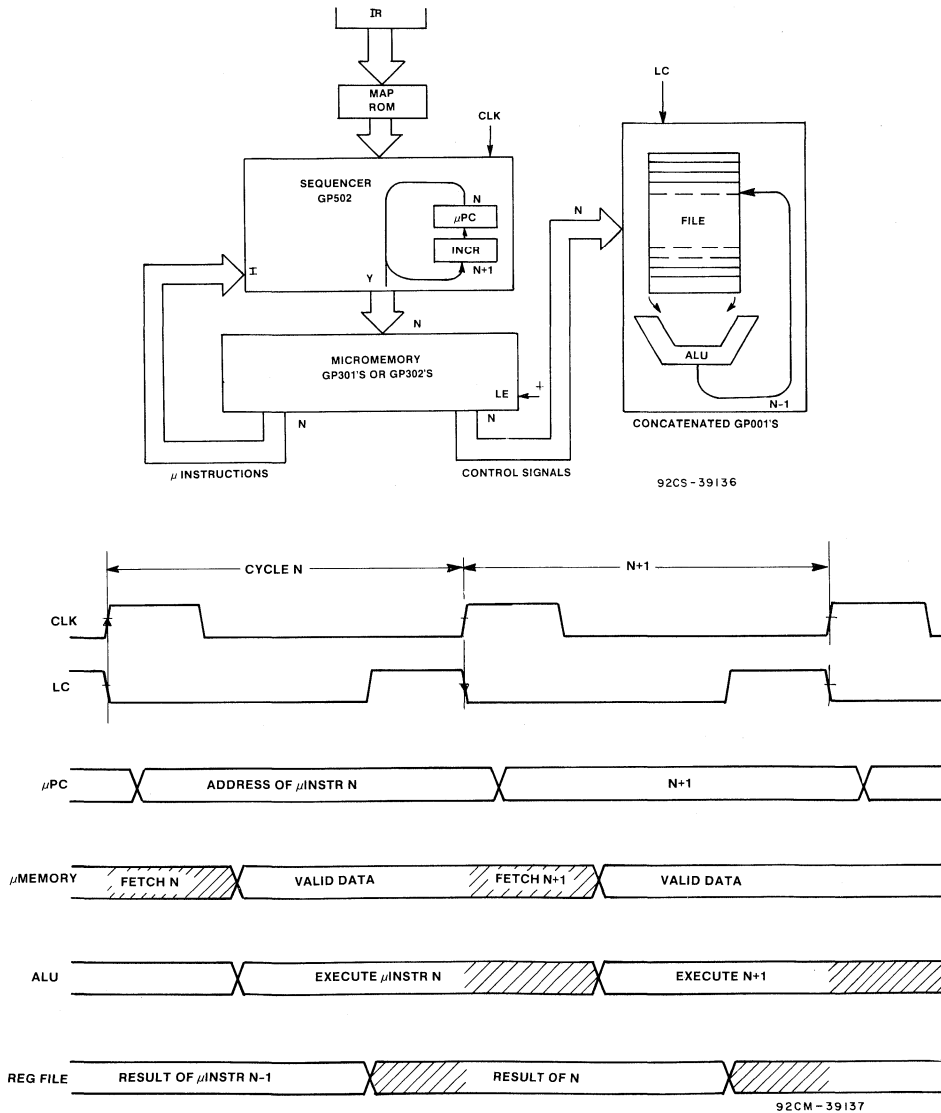 IR
MAP
ROM
CLK
LC
SEQUENCER
GP502
N
μPC
INCR
N+1
I
Y
N
FILE
N
MICROMEMORY
GP301'S OR GP302'S
LE
+
ALU
N-1
N
N
CONCATENATED GP001'S
μ INSTRUCTIONS
CONTROL SIGNALS
92CS-39136
CYCLE N
N+1
CLK
LC
μPC
ADDRESS OF μINSTR N
N+1
μMEMORY
FETCH N
VALID DATA
FETCH N+1
VALID DATA
ALU
EXECUTE μINSTR N
EXECUTE N+1
REG FILE
RESULT OF μINSTR N-1
RESULT OF N
92CM-39137